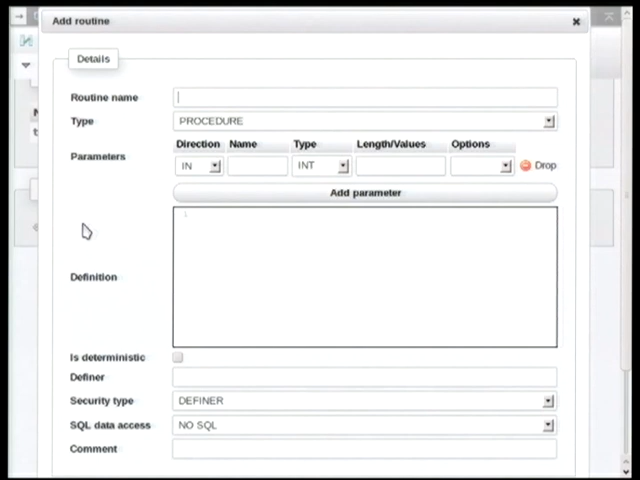 Add routine
Details
Routine name
Type PROCEDURE
Direction Name Type Length/Values Options
Parameters
IN INT Drop
Add parameter
1
Definition
Is deterministic
Definer
Security type DEFINER
SQL data access NO SQL
Comment